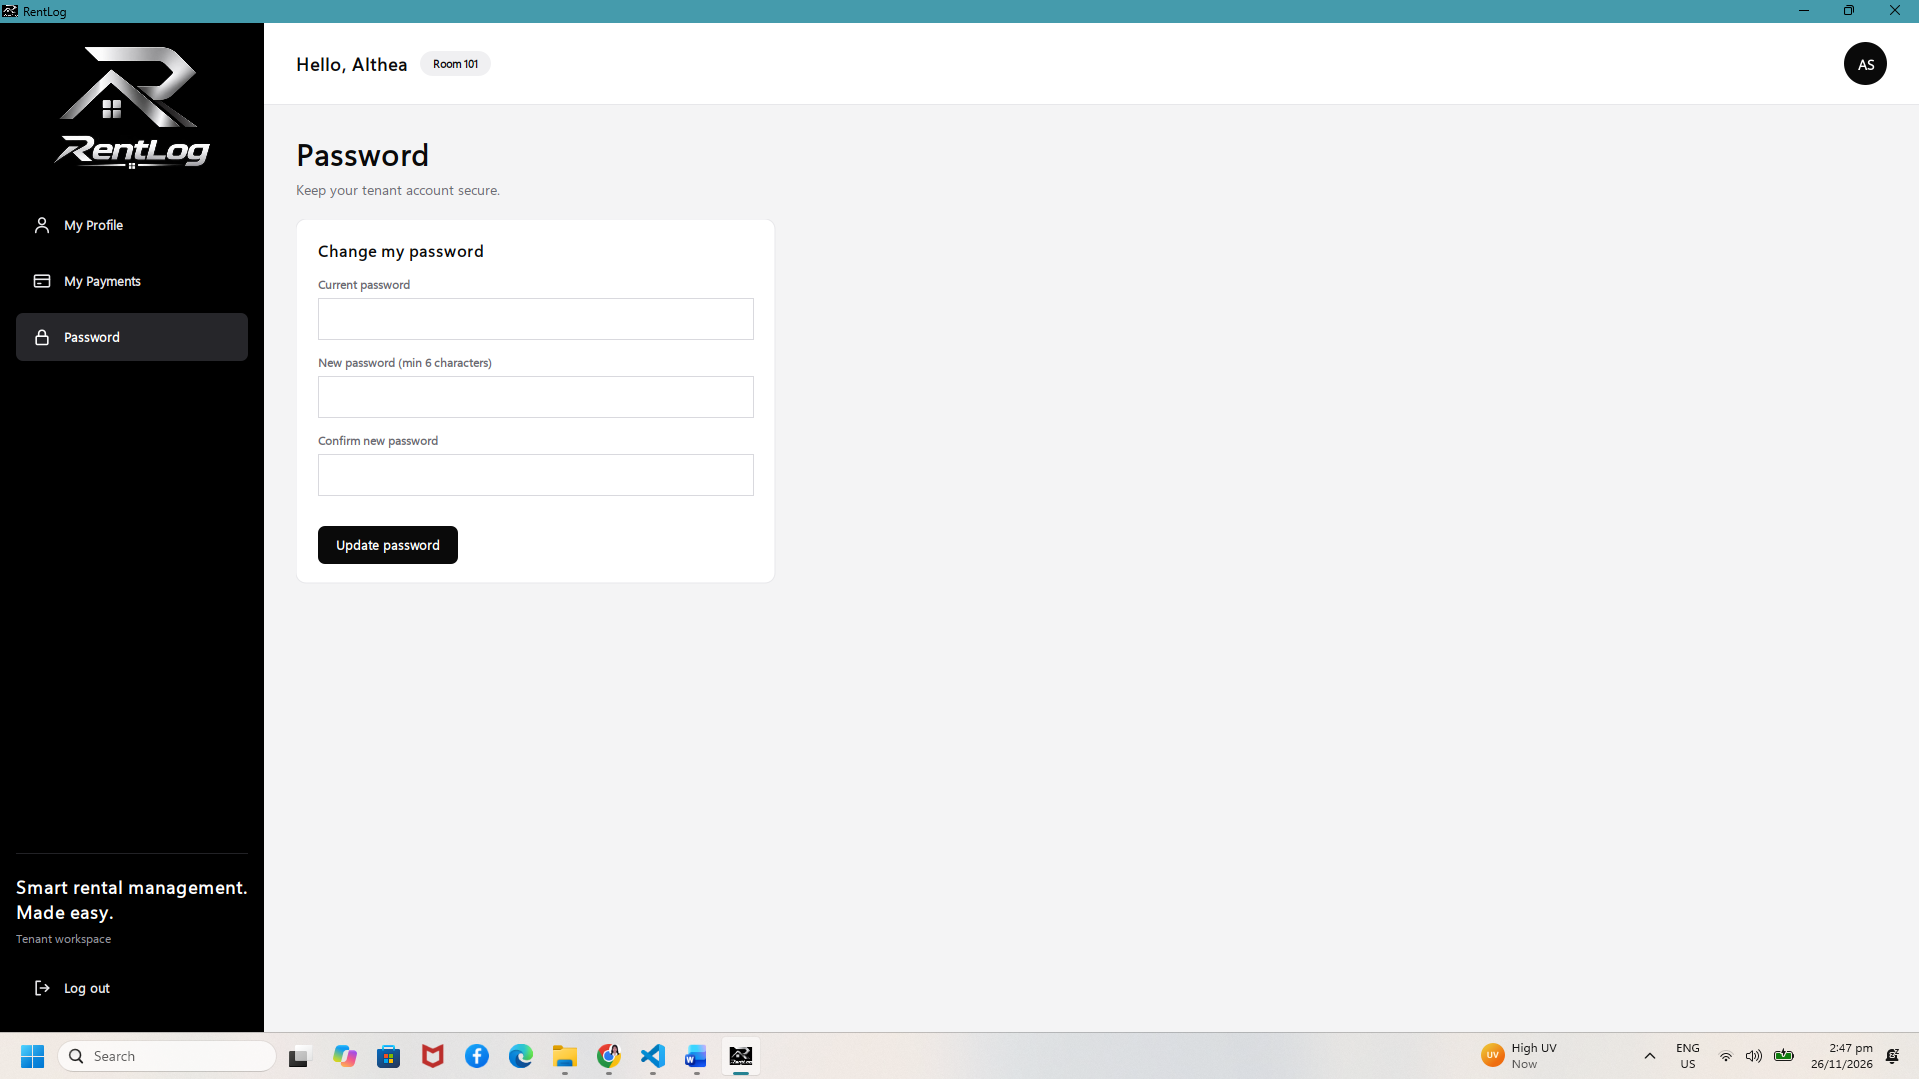 RentLog
RentLog
My Profile
My Payments
Password
Smart rental management.
Made easy.
Tenant workspace
Log out
Hello, Althea
Room 101
AS
Password
Keep your tenant account secure.
Change my password
Current password
New password (min 6 characters)
Confirm new password
Update password
Search
UV
High UV
Now
ENG
US
2:47 pm
26/11/2026